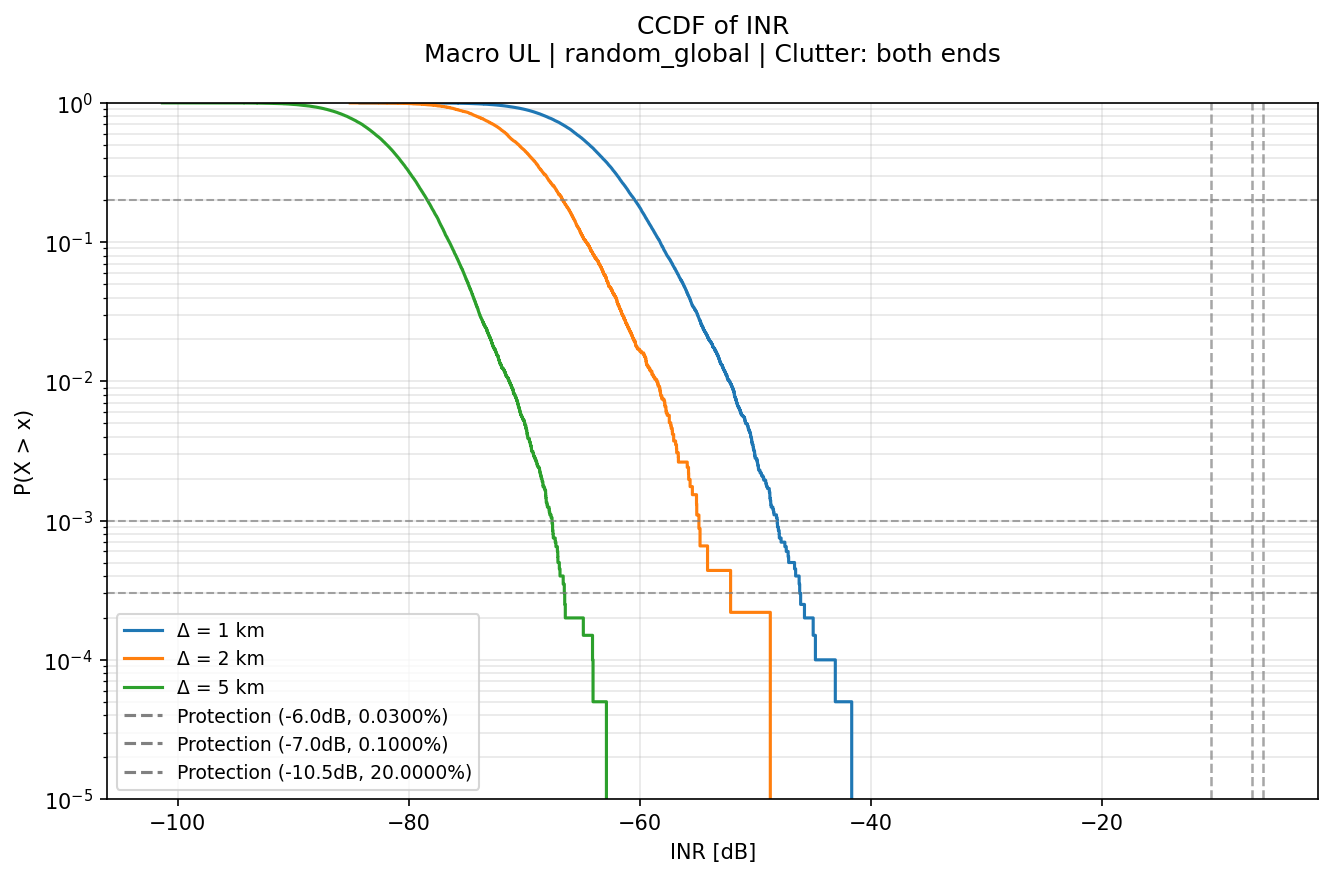 CCDF of INR
Macro UL | random_global | Clutter: both ends
P(X > x)
10⁰
10⁻¹
10⁻²
10⁻³
10⁻⁴
10⁻⁵
Δ = 1 km
Δ = 2 km
Δ = 5 km
Protection (-6.0dB, 0.0300%)
Protection (-7.0dB, 0.1000%)
Protection (-10.5dB, 20.0000%)
−100 −80 −60 −40 −20
INR [dB]